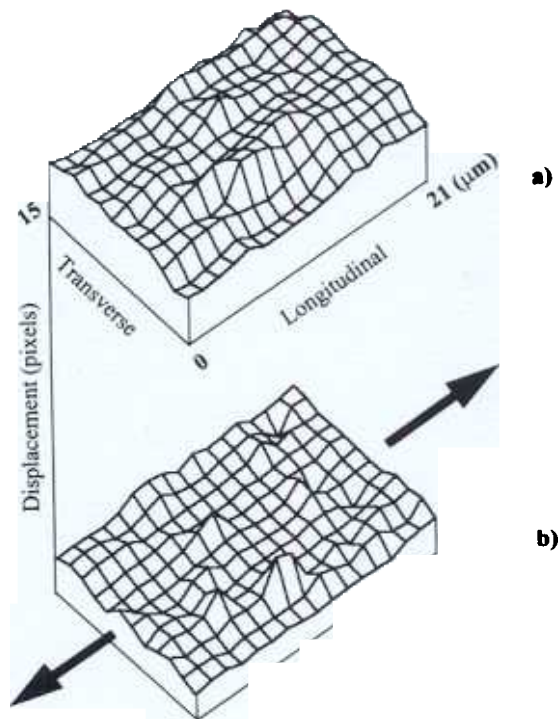 a)
15
21 (μm)
Transverse
Longitudinal
0
Displacement (pixels)
b)